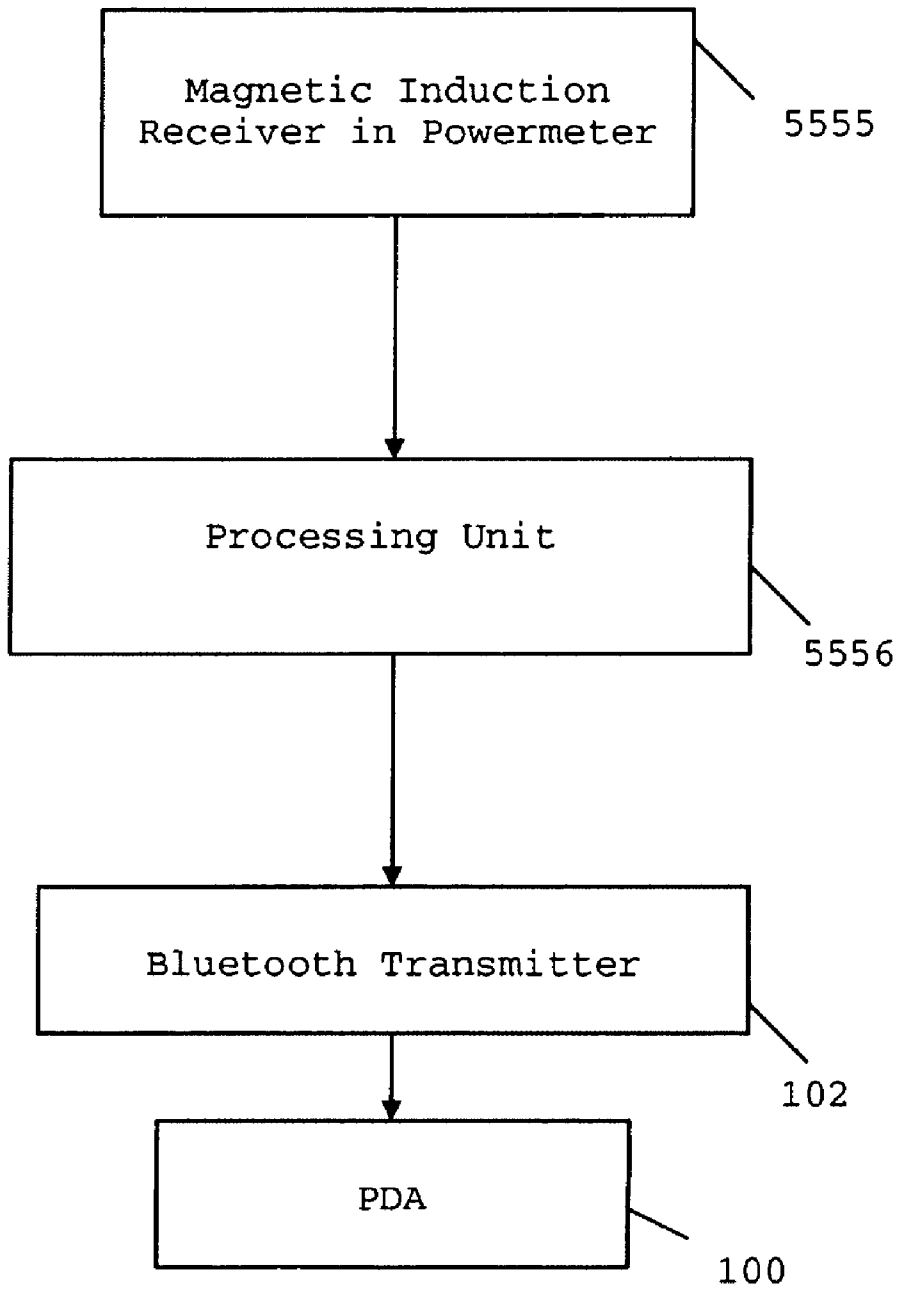 Magnetic Induction
Receiver in Powermeter
5555
Processing Unit
5556
Bluetooth Transmitter
102
PDA
100